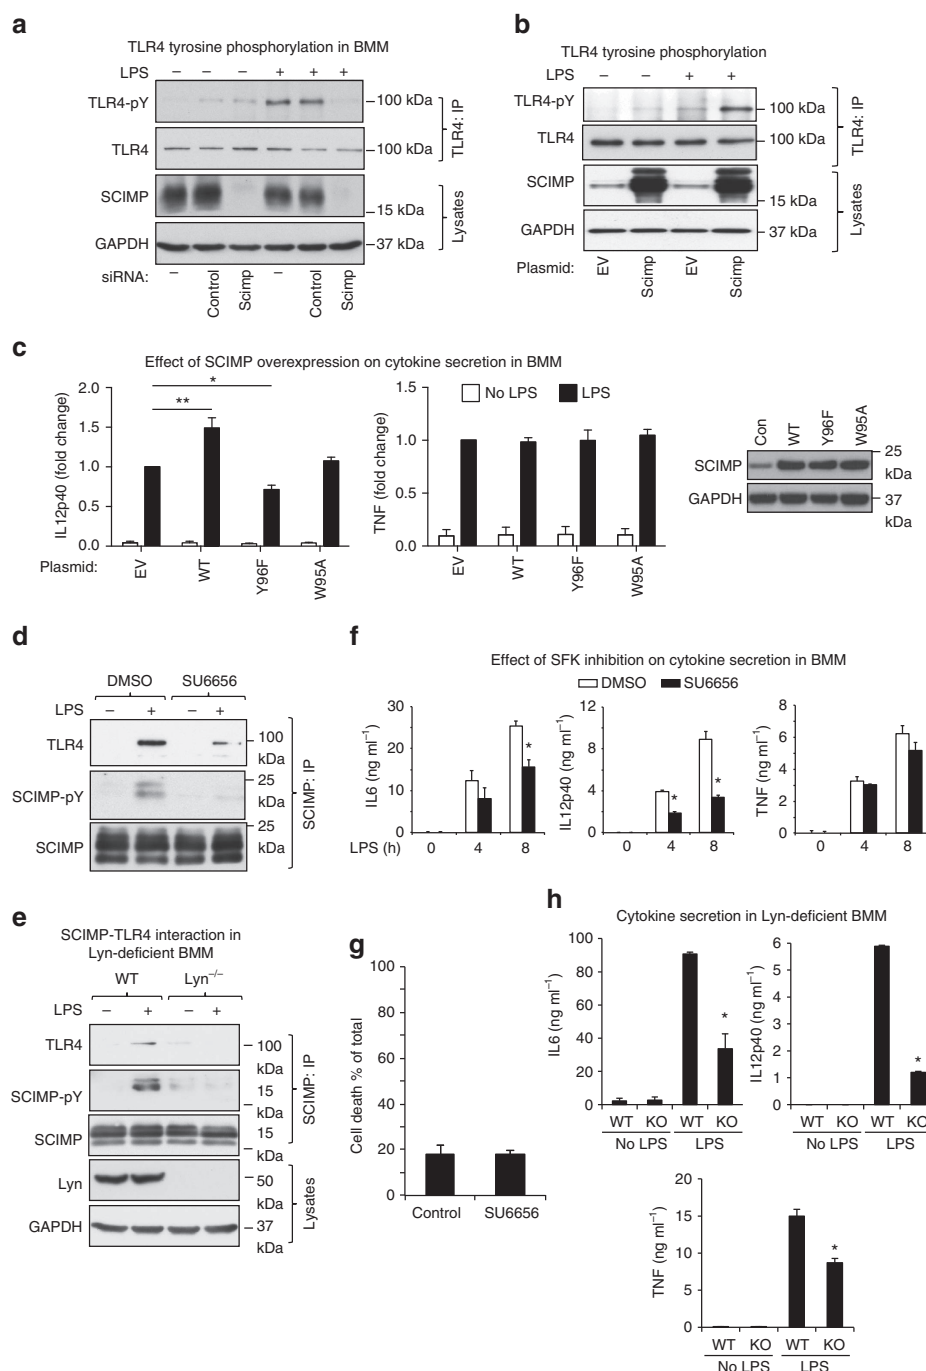 a
TLR4 tyrosine phosphorylation in BMM
LPS – – – + + +
TLR4-pY 100 kDa
TLR4 100 kDa
TLR4: IP
SCIMP 15 kDa
GAPDH 37 kDa
Lysates
siRNA: – Control Scimp – Control Scimp
b
TLR4 tyrosine phosphorylation
LPS – – + +
TLR4-pY 100 kDa
TLR4 100 kDa
TLR4: IP
SCIMP 15 kDa
GAPDH 37 kDa
Lysates
Plasmid: EV Scimp EV Scimp
c
Effect of SCIMP overexpression on cytokine secretion in BMM
IL12p40 (fold change)
2.0
1.5
1.0
0.5
0.0
*
**
Plasmid: EV WT Y96F W95A
TNF (fold change)
1.5
1.0
0.5
0.0
No LPS LPS
EV WT Y96F W95A
Con WT Y96F W95A
SCIMP 25 kDa
GAPDH 37 kDa
d
DMSO SU6656
LPS – + – +
TLR4 100 kDa
SCIMP-pY 25 kDa
SCIMP 25 kDa
SCIMP: IP
e
SCIMP-TLR4 interaction in
Lyn-deficient BMM
WT Lyn–/–
LPS – + – +
TLR4 100 kDa
SCIMP-pY 15 kDa
SCIMP 15 kDa
SCIMP: IP
Lyn 50 kDa
GAPDH 37 kDa
Lysates
f
Effect of SFK inhibition on cytokine secretion in BMM
DMSO SU6656
IL6 (ng ml–1)
30
20
10
0
*
LPS (h) 0 4 8
IL12p40 (ng ml–1)
12
8
4
0
* *
0 4 8
TNF (ng ml–1)
8
6
4
2
0
0 4 8
g
Cell death % of total
100
80
60
40
20
0
Control SU6656
h
Cytokine secretion in Lyn-deficient BMM
IL6 (ng ml–1)
100
80
60
40
20
0
*
WT KO WT KO
No LPS LPS
IL12p40 (ng ml–1)
6
5
4
3
2
1
0
*
WT KO WT KO
No LPS LPS
TNF (ng ml–1)
20
15
10
5
0
*
WT KO WT KO
No LPS LPS